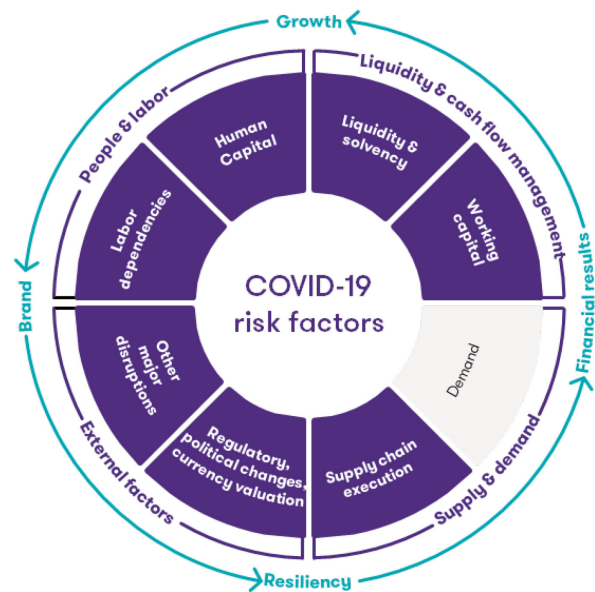 Growth
People & labor
Liquidity & cash flow management
Human
Capital
Liquidity &
solvency
Labor
dependencies
Working
capital
COVID-19
risk factors
Brand
Financial results
Other
major
disruptions
Demand
Regulatory,
political changes,
currency valuation
Supply chain
execution
External factors
Supply & demand
Resiliency